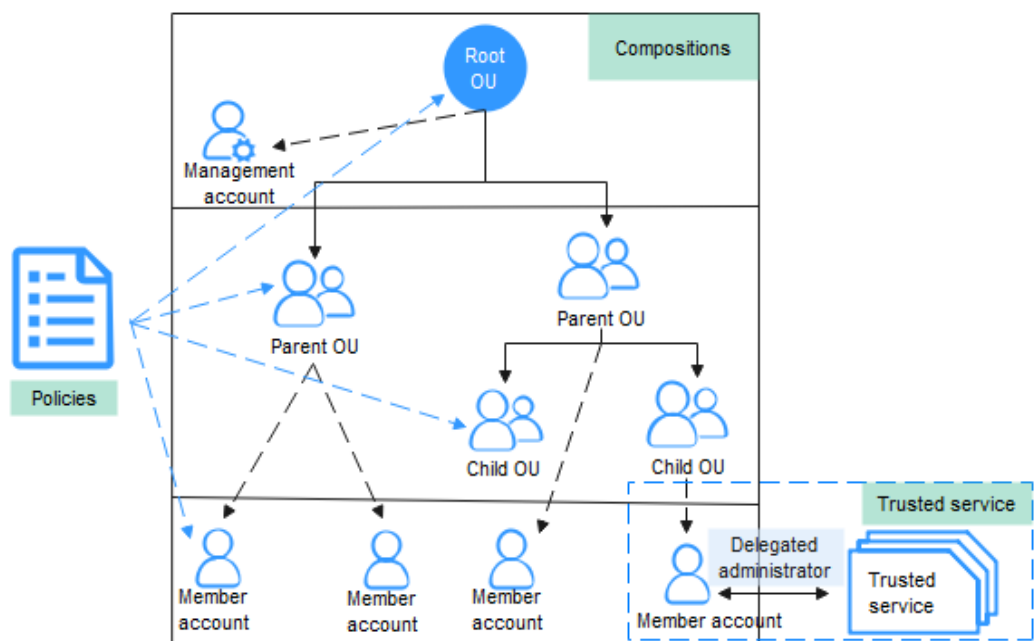 Root
OU
Compositions
Management
account
Parent OU
Parent OU
Policies
Child OU
Child OU
Trusted service
Delegated
administrator
Trusted
service
Member
account
Member
account
Member
account
Member account